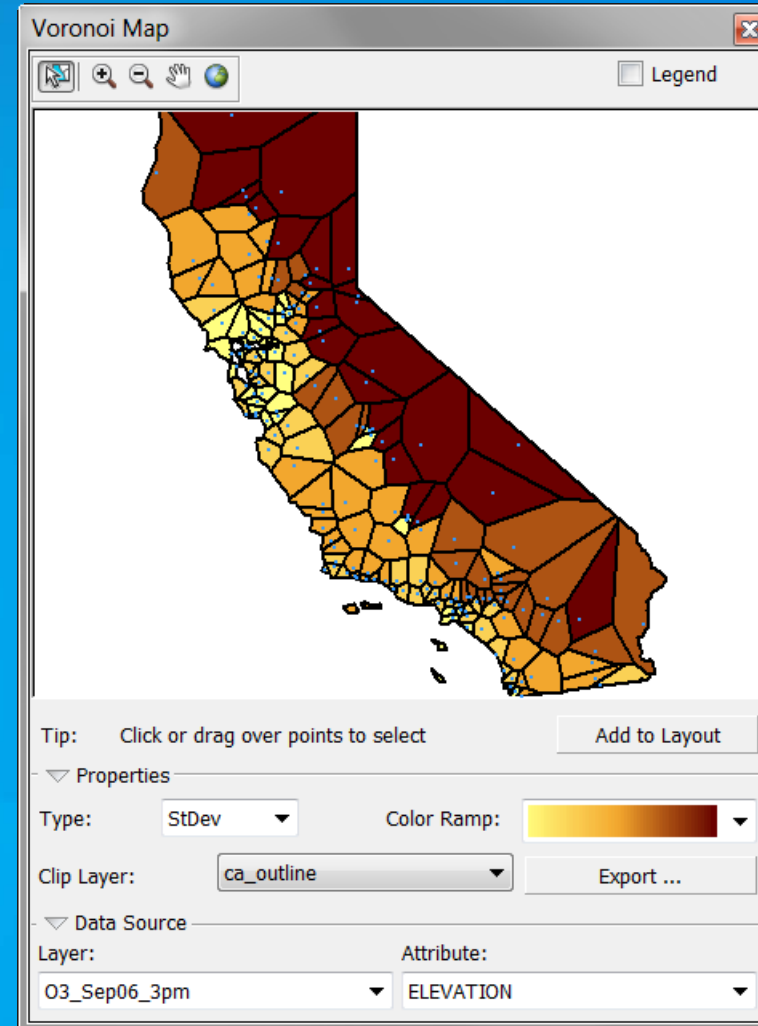 Voronoi Map
Legend
Tip: Click or drag over points to select
Add to Layout
Properties
Type: StDev Color Ramp:
Clip Layer: ca_outline Export ...
Data Source
Layer: Attribute:
O3_Sep06_3pm ELEVATION